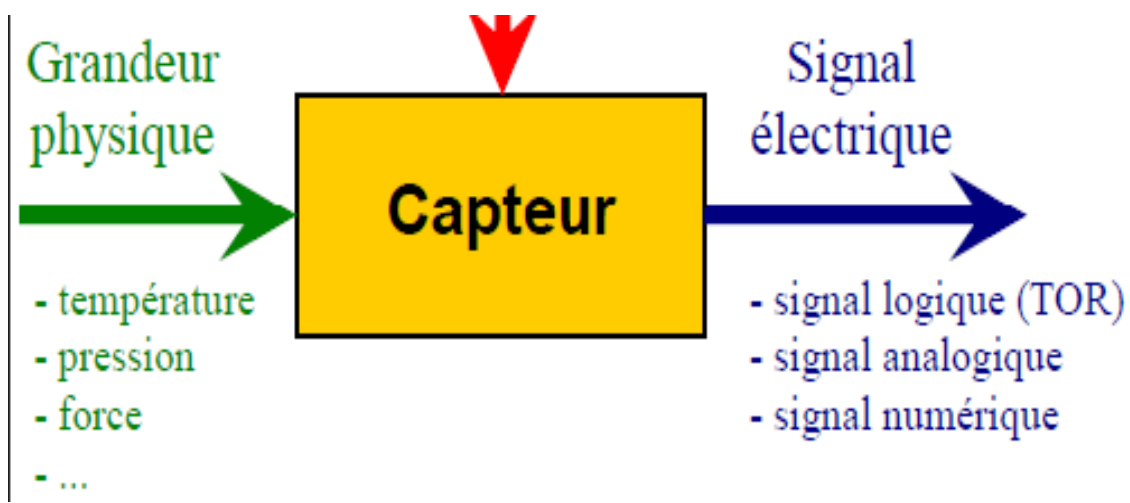 Grandeur
physique
Signal
électrique
Capteur
- température
- pression
- force
- ...
- signal logique (TOR)
- signal analogique
- signal numérique